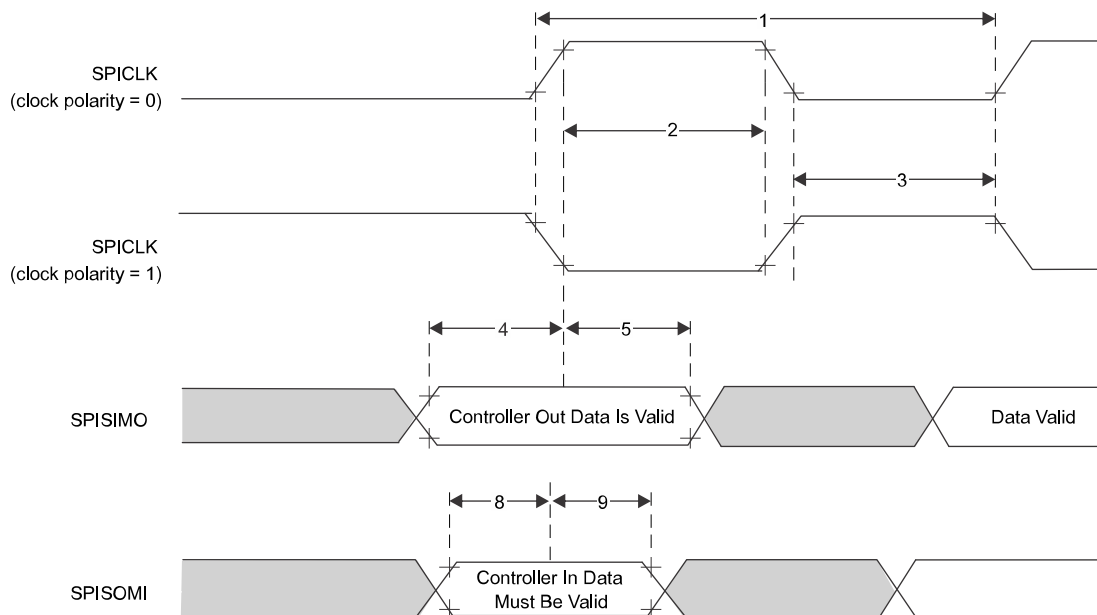 1
SPICLK
(clock polarity = 0)
2
3
SPICLK
(clock polarity = 1)
4
5
SPISIMO
Controller Out Data Is Valid
Data Valid
8
9
SPISOMI
Controller In Data
Must Be Valid